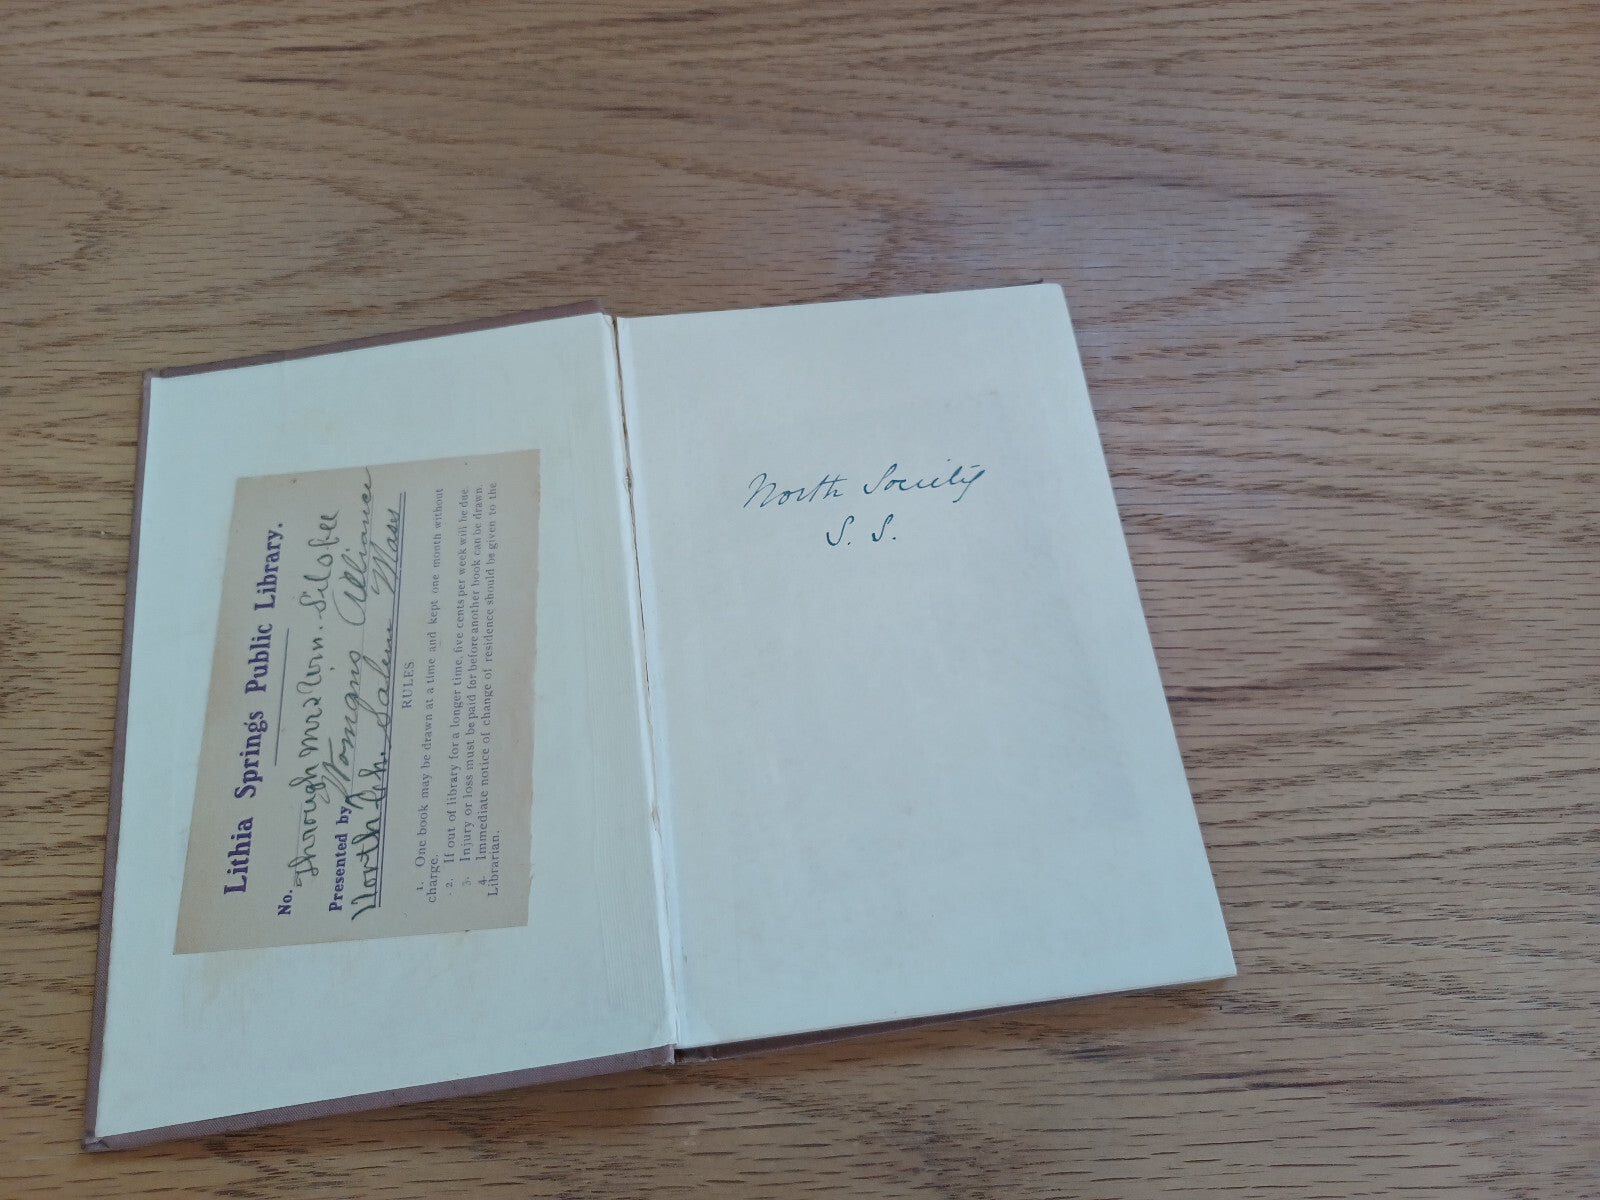 Lithia Springs Public Library.
No. Through Mrs Wm.
Presented by Womans Alliance
North Ch. Salem Mass
RULES
1. One book may be drawn at a time and kept one month without
charge.
2. If out of library for a longer time, five cents per week will be due.
3. Injury or loss must be paid for before another book can be drawn.
4. Immediate notice of change of residence should be given to the
Librarian.
North Society
S. S.